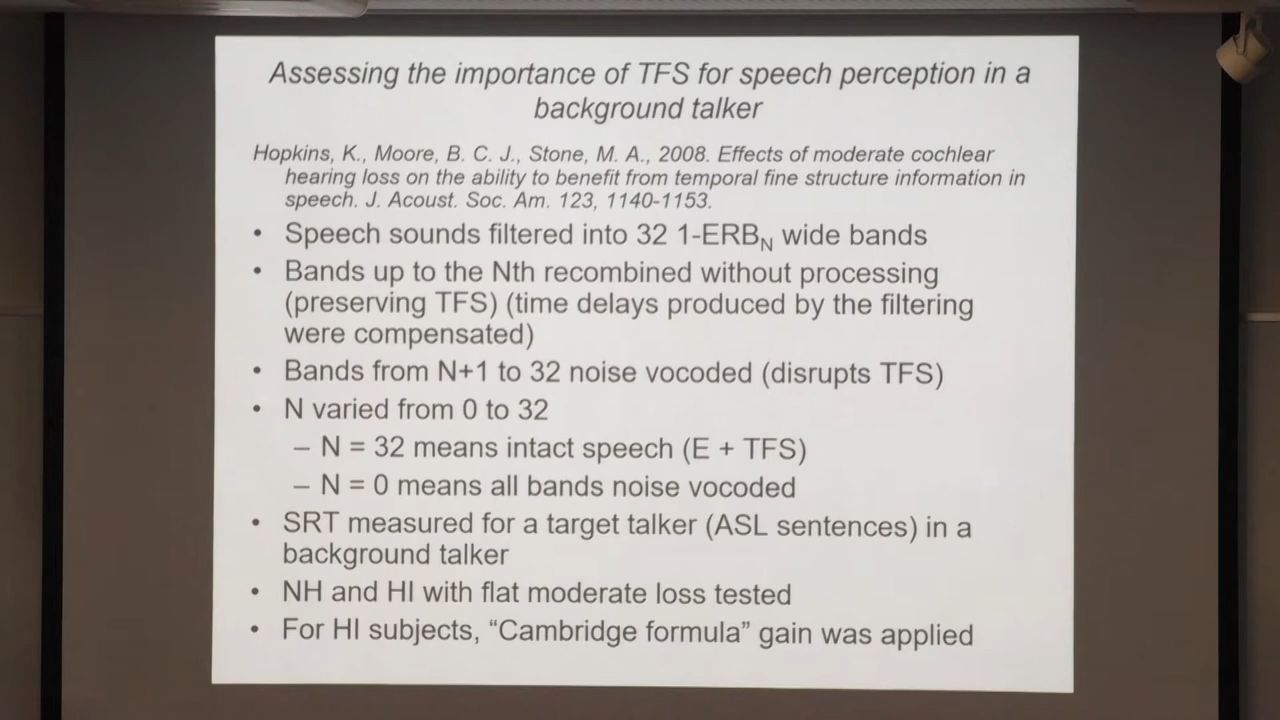 Assessing the importance of TFS for speech perception in a
background talker
Hopkins, K., Moore, B. C. J., Stone, M. A., 2008. Effects of moderate cochlear
hearing loss on the ability to benefit from temporal fine structure information in
speech. J. Acoust. Soc. Am. 123, 1140-1153.
• Speech sounds filtered into 32 1-ERBN wide bands
• Bands up to the Nth recombined without processing
(preserving TFS) (time delays produced by the filtering
were compensated)
• Bands from N+1 to 32 noise vocoded (disrupts TFS)
• N varied from 0 to 32
– N = 32 means intact speech (E + TFS)
– N = 0 means all bands noise vocoded
• SRT measured for a target talker (ASL sentences) in a
background talker
• NH and HI with flat moderate loss tested
• For HI subjects, “Cambridge formula” gain was applied